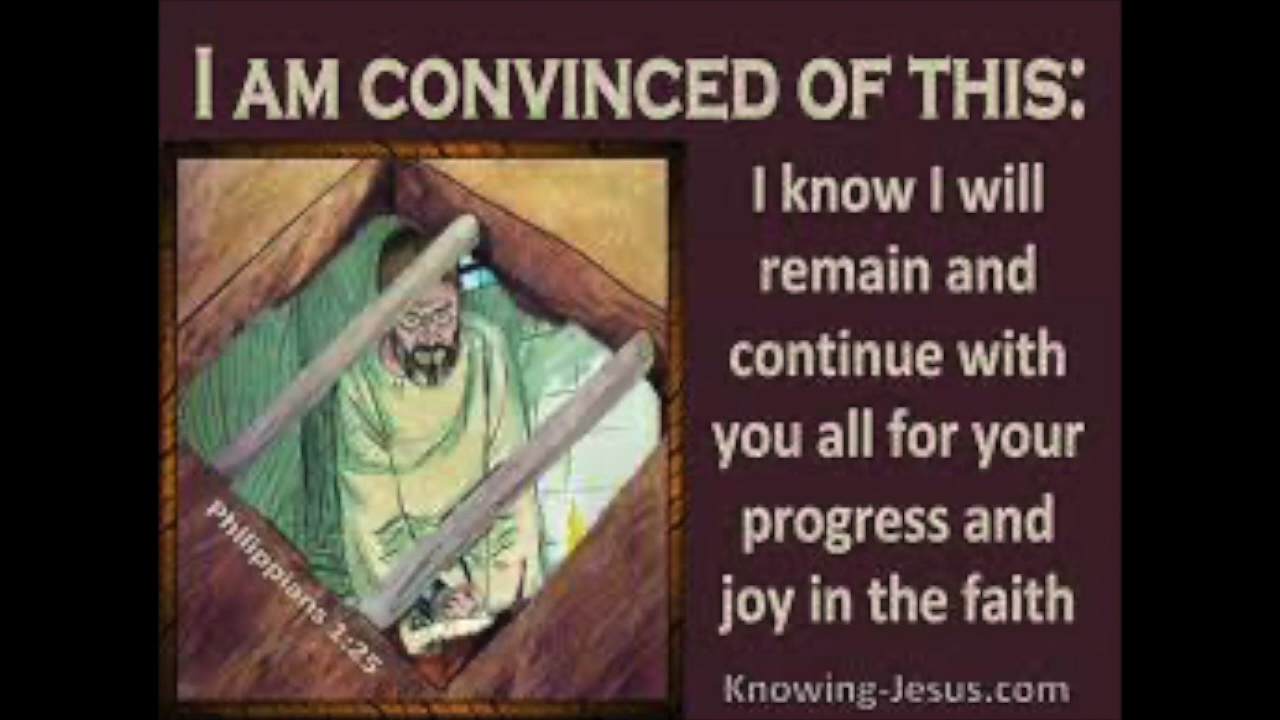 I AM CONVINCED OF THIS:
I know I will
remain and
continue with
you all for your
progress and
joy in the faith
Philippians 1:25
Knowing-Jesus.com